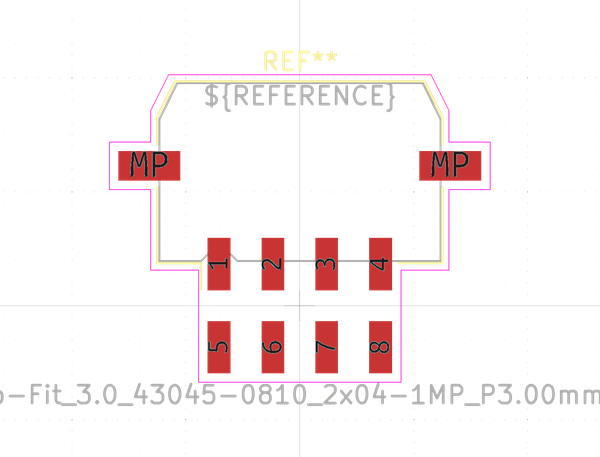 REF**
${REFERENCE}
MP MP
1 2 3 4
5 6 7 8
o-Fit_3.0_43045-0810_2x04-1MP_P3.00mm